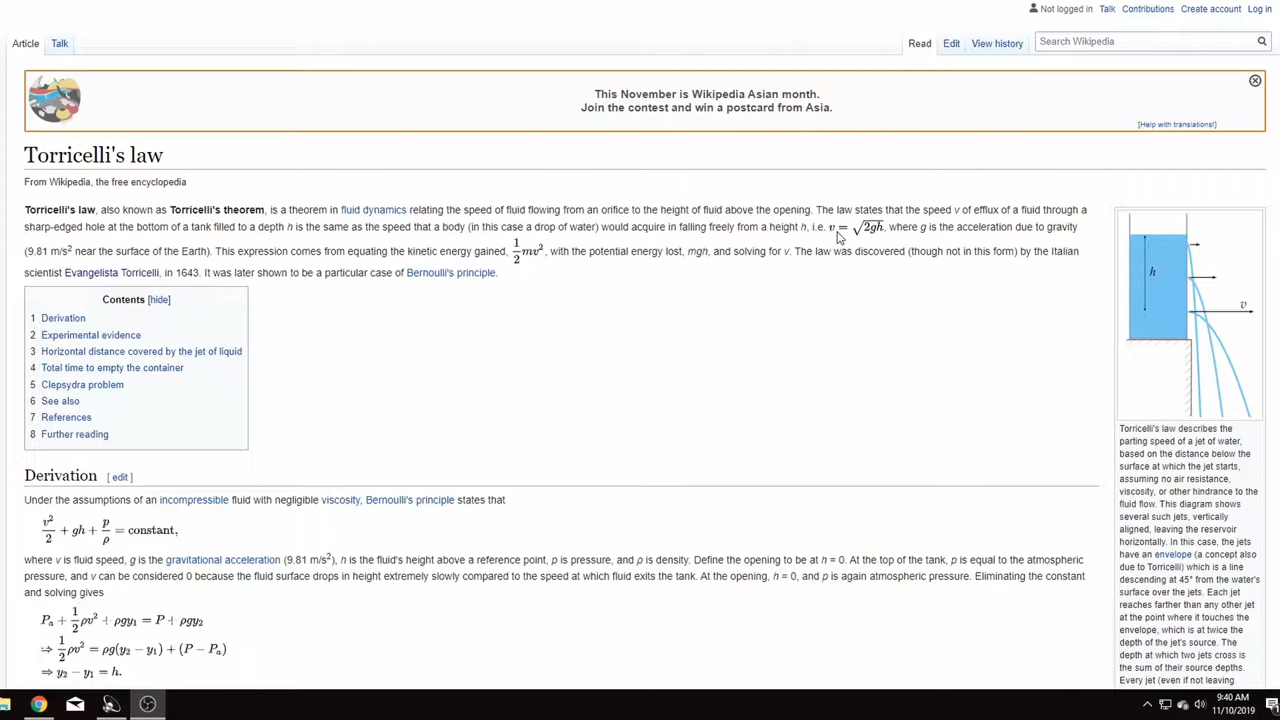 Not logged in Talk Contributions Create account Log in
Article Talk Read Edit View history Search Wikipedia
This November is Wikipedia Asian month.
Join the contest and win a postcard from Asia.
[Help with translations!]
Torricelli's law
From Wikipedia, the free encyclopedia
Torricelli's law, also known as Torricelli's theorem, is a theorem in fluid dynamics relating the speed of fluid flowing from an orifice to the height of fluid above the opening. The law states that the speed v of efflux of a fluid through a
sharp-edged hole at the bottom of a tank filled to a depth h is the same as the speed that a body (in this case a drop of water) would acquire in falling freely from a height h, i.e. v = √2gh, where g is the acceleration due to gravity
(9.81 m/s² near the surface of the Earth). This expression comes from equating the kinetic energy gained, 1/2 mv², with the potential energy lost, mgh, and solving for v. The law was discovered (though not in this form) by the Italian
scientist Evangelista Torricelli, in 1643. It was later shown to be a particular case of Bernoulli's principle.
Contents [hide]
1 Derivation
2 Experimental evidence
3 Horizontal distance covered by the jet of liquid
4 Total time to empty the container
5 Clepsydra problem
6 See also
7 References
8 Further reading
Derivation [ edit ]
Under the assumptions of an incompressible fluid with negligible viscosity, Bernoulli's principle states that
v²/2 + gh + p/ρ = constant,
where v is fluid speed, g is the gravitational acceleration (9.81 m/s²), h is the fluid's height above a reference point, p is pressure, and ρ is density. Define the opening to be at h = 0. At the top of the tank, p is equal to the atmospheric
pressure, and v can be considered 0 because the fluid surface drops in height extremely slowly compared to the speed at which fluid exits the tank. At the opening, h = 0, and p is again atmospheric pressure. Eliminating the constant
and solving gives
Pₐ + 1/2 ρv² + ρgy₁ = P + ρgy₂
⇒ 1/2 ρv² = ρg(y₂ − y₁) + (P − Pₐ)
⇒ y₂ − y₁ = h.
h
v
Torricelli's law describes the
parting speed of a jet of water,
based on the distance below the
surface at which the jet starts,
assuming no air resistance,
viscosity, or other hindrance to the
fluid flow. This diagram shows
several such jets, vertically
aligned, leaving the reservoir
horizontally. In this case, the jets
have an envelope (a concept also
due to Torricelli) which is a line
descending at 45° from the water's
surface over the jets. Each jet
reaches farther than any other jet
at the point where it touches the
envelope, which is at twice the
depth of the jet's source. The
depth at which two jets cross is
the sum of their source depths.
Every jet (even if not leaving
9:40 AM
11/10/2019